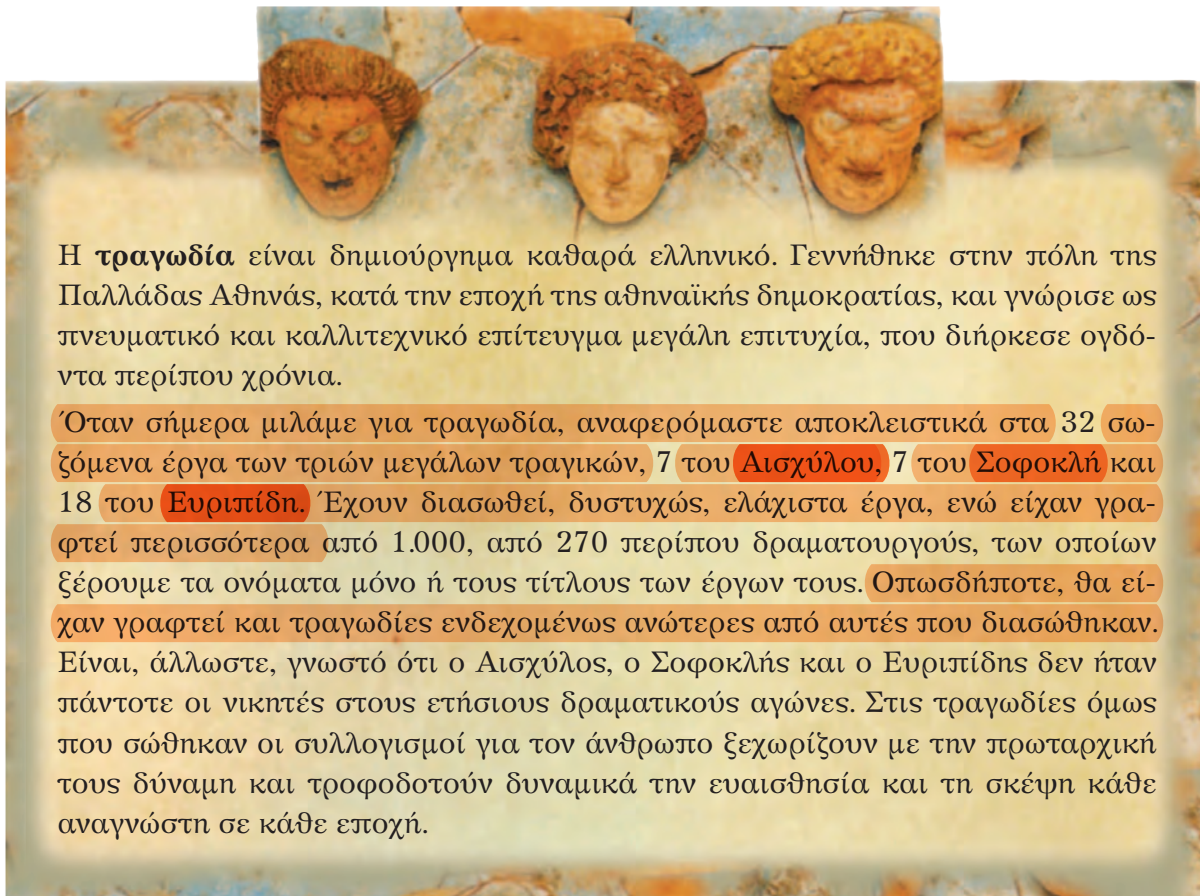 Η τραγωδία είναι δημιούργημα καθαρά ελληνικό. Γεννήθηκε στην πόλη της
Παλλάδας Αθηνάς, κατά την εποχή της αθηναϊκής δημοκρατίας, και γνώρισε ως
πνευματικό και καλλιτεχνικό επίτευγμα μεγάλη επιτυχία, που διήρκεσε ογδό-
ντα περίπου χρόνια.
Όταν σήμερα μιλάμε για τραγωδία, αναφερόμαστε αποκλειστικά στα 32 σω-
ζόμενα έργα των τριών μεγάλων τραγικών, 7 του Αισχύλου, 7 του Σοφοκλή και
18 του Ευριπίδη. Έχουν διασωθεί, δυστυχώς, ελάχιστα έργα, ενώ είχαν γρα-
φτεί περισσότερα από 1.000, από 270 περίπου δραματουργούς, των οποίων
ξέρουμε τα ονόματα μόνο ή τους τίτλους των έργων τους. Οπωσδήποτε, θα εί-
χαν γραφτεί και τραγωδίες ενδεχομένως ανώτερες από αυτές που διασώθηκαν.
Είναι, άλλωστε, γνωστό ότι ο Αισχύλος, ο Σοφοκλής και ο Ευριπίδης δεν ήταν
πάντοτε οι νικητές στους ετήσιους δραματικούς αγώνες. Στις τραγωδίες όμως
που σώθηκαν οι συλλογισμοί για τον άνθρωπο ξεχωρίζουν με την πρωταρχική
τους δύναμη και τροφοδοτούν δυναμικά την ευαισθησία και τη σκέψη κάθε
αναγνώστη σε κάθε εποχή.